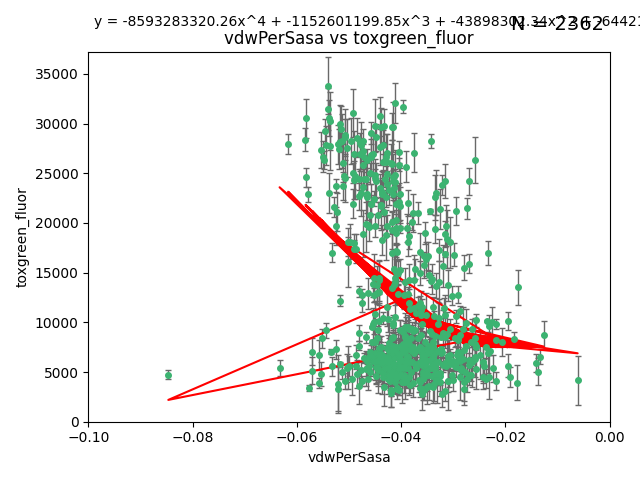 y = -8593283320.26x^4 + -1152601199.85x^3 + -43898302.34x^2 +
N = 2362
vdwPerSasa vs toxgreen_fluor
35000
30000
25000
20000
15000
10000
5000
0
toxgreen_fluor
−0.10 −0.08 −0.06 −0.04 −0.02 0.00
vdwPerSasa